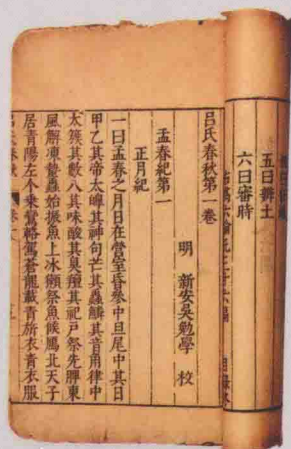 五曰辨土
六曰審時
呂氏春秋第一卷
明 新安吳勉學 校
孟春紀第一
正月紀
一曰孟春之月日在營室昏參中旦尾中其日
甲乙其帝太皞其神句芒其蟲鱗其音角律中
太簇其數八其味酸其臭羶其祀戶祭先脾東
風解凍蟄蟲始振魚上冰獺祭魚候鴈北天子
居青陽左个乘鸞輅駕蒼龍載青旂衣青衣服